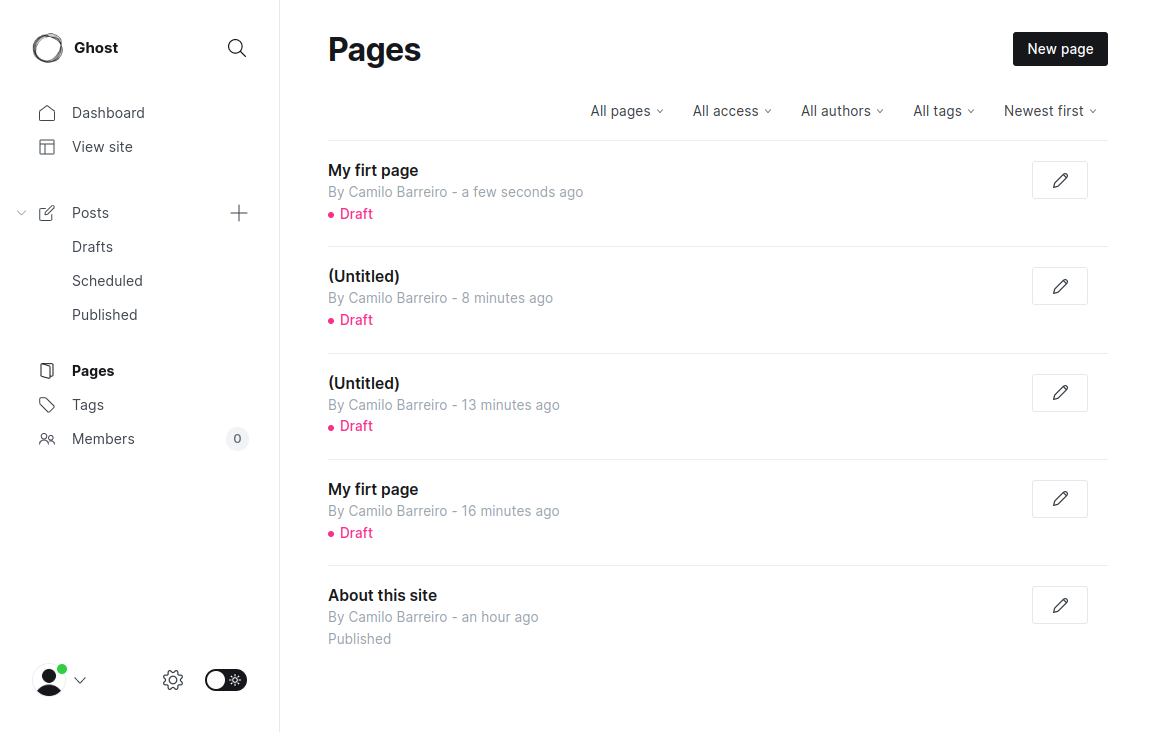 Ghost
Dashboard
View site
Posts
Drafts
Scheduled
Published
Pages
Tags
Members 0
Pages
New page
All pages All access All authors All tags Newest first
My firt page
By Camilo Barreiro - a few seconds ago
Draft
(Untitled)
By Camilo Barreiro - 8 minutes ago
Draft
(Untitled)
By Camilo Barreiro - 13 minutes ago
Draft
My firt page
By Camilo Barreiro - 16 minutes ago
Draft
About this site
By Camilo Barreiro - an hour ago
Published